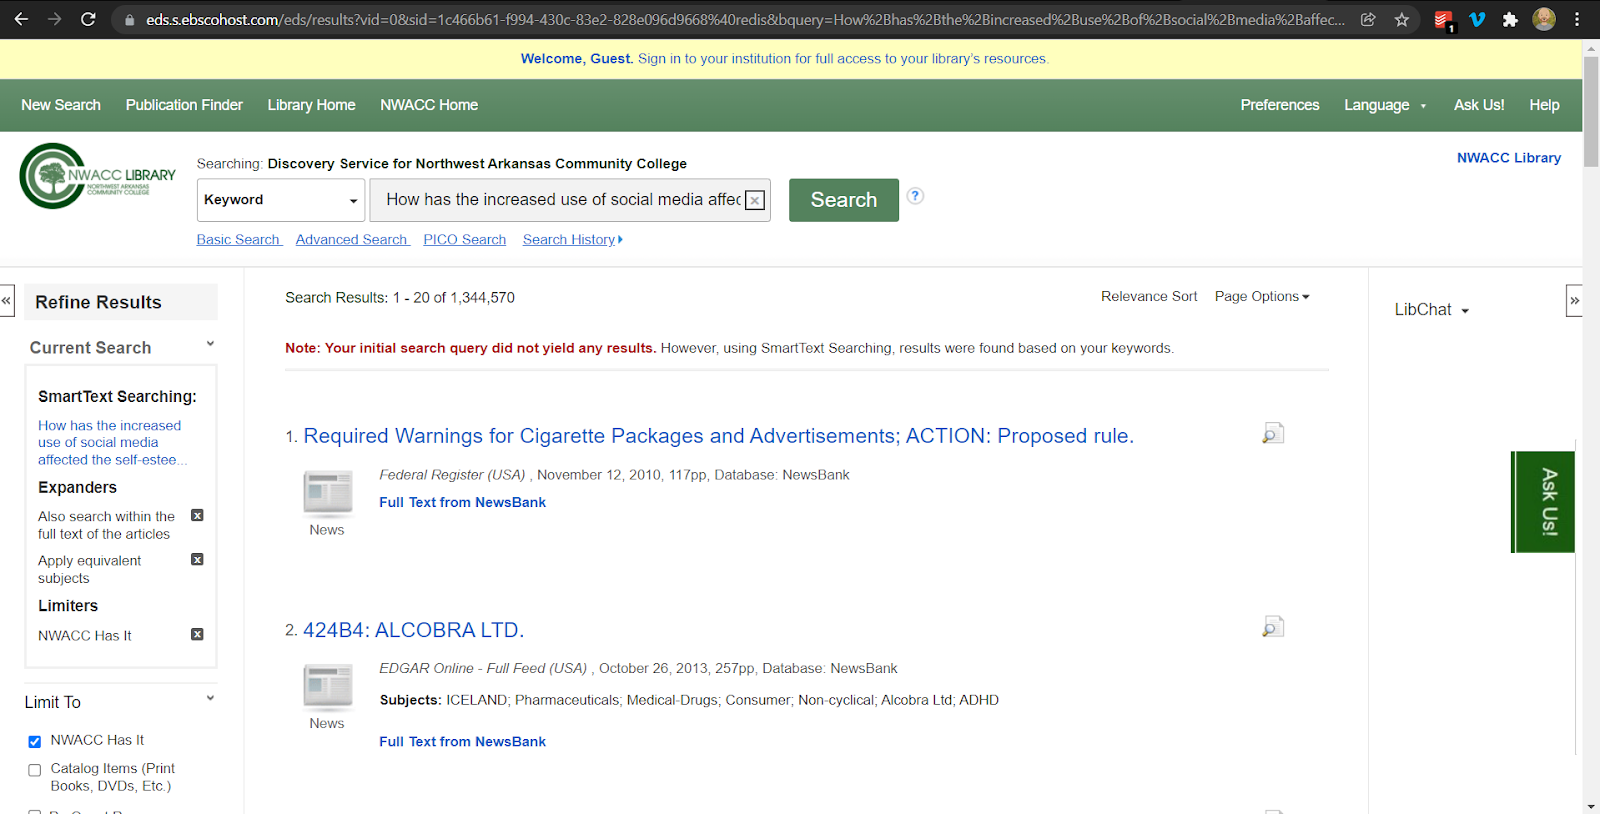 eds.s.ebscohost.com/eds/results?vid=0&sid=1c466b61-f994-430c-83e2-828e096d9668%40redis&bquery=How%2Bhas%2Bthe%2Bincreased%2Buse%2Bof%2Bsocial%2Bmedia%2Baffec...
1
Welcome, Guest. Sign in to your institution for full access to your library's resources.
New Search Publication Finder Library Home NWACC Home Preferences Language Ask Us! Help
NWACC LIBRARY
NORTHWEST ARKANSAS
COMMUNITY COLLEGE
Searching: Discovery Service for Northwest Arkansas Community College
NWACC Library
Keyword How has the increased use of social media affec Search ?
Basic Search Advanced Search PICO Search Search History
« Refine Results
Current Search
SmartText Searching:
How has the increased
use of social media
affected the self-estee...
Expanders
Also search within the
full text of the articles
Apply equivalent
subjects
Limiters
NWACC Has It
Limit To
NWACC Has It
Catalog Items (Print
Books, DVDs, Etc.)
Search Results: 1 - 20 of 1,344,570
Relevance Sort Page Options
Note: Your initial search query did not yield any results. However, using SmartText Searching, results were found based on your keywords.
1. Required Warnings for Cigarette Packages and Advertisements; ACTION: Proposed rule.
Federal Register (USA) , November 12, 2010, 117pp, Database: NewsBank
Full Text from NewsBank
News
2. 424B4: ALCOBRA LTD.
EDGAR Online - Full Feed (USA) , October 26, 2013, 257pp, Database: NewsBank
Subjects: ICELAND; Pharmaceuticals; Medical-Drugs; Consumer; Non-cyclical; Alcobra Ltd; ADHD
News
Full Text from NewsBank
LibChat
»
Ask Us!